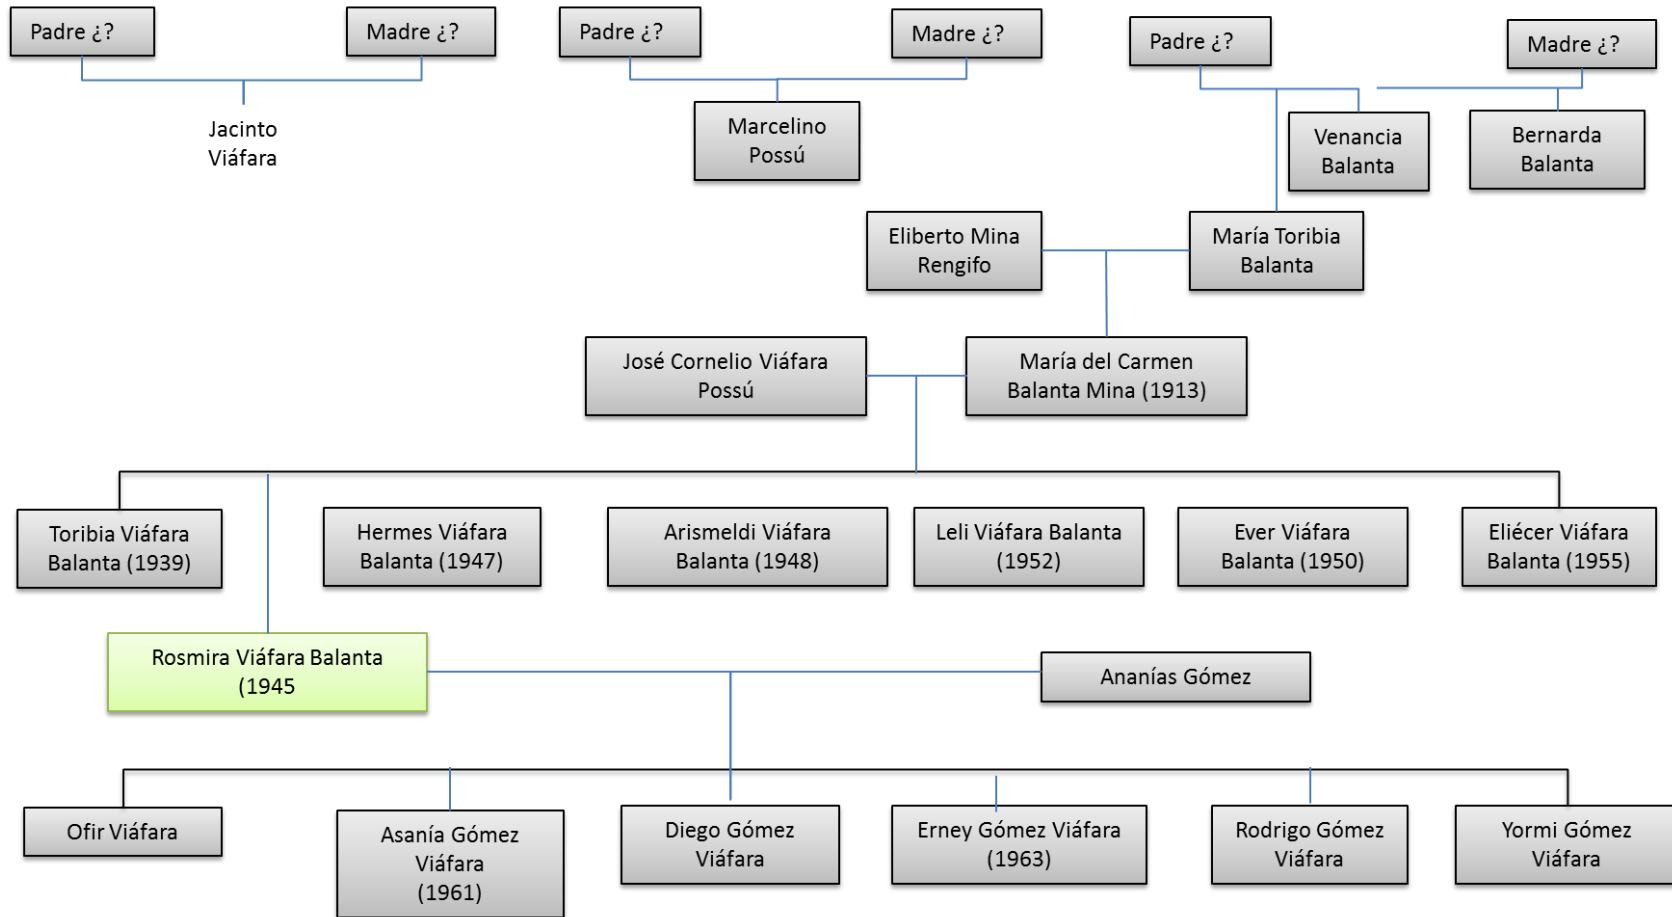 Padre ¿?
Madre ¿?
Padre ¿?
Madre ¿?
Padre ¿?
Madre ¿?
Jacinto
Viáfara
Marcelino
Possú
Venancia
Balanta
Bernarda
Balanta
Eliberto Mina
Rengifo
María Toribia
Balanta
José Cornelio Viáfara
Possú
María del Carmen
Balanta Mina (1913)
Toribia Viáfara
Balanta (1939)
Hermes Viáfara
Balanta (1947)
Arismeldi Viáfara
Balanta (1948)
Leli Viáfara Balanta
(1952)
Ever Viáfara
Balanta (1950)
Eliécer Viáfara
Balanta (1955)
Rosmira Viáfara Balanta
(1945
Ananías Gómez
Ofir Viáfara
Asanía Gómez
Viáfara
(1961)
Diego Gómez
Viáfara
Erney Gómez Viáfara
(1963)
Rodrigo Gómez
Viáfara
Yormi Gómez
Viáfara